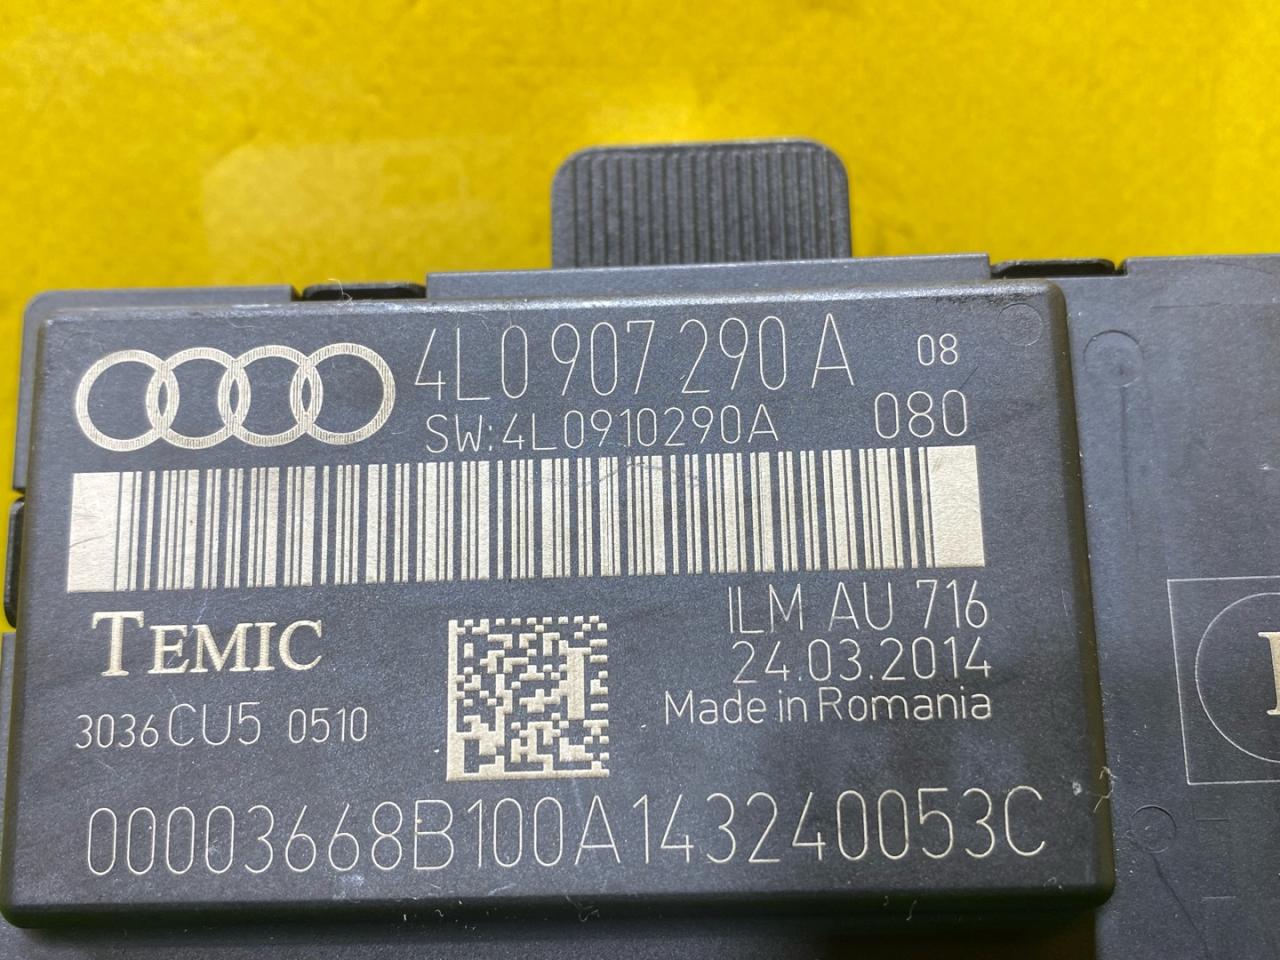 4L0 907 290 A 08
SW:4L0910290A 080
TEMIC
ILM AU 716
24.03.2014
Made in Romania
3036CU5 0510
00003668B100A143240053C